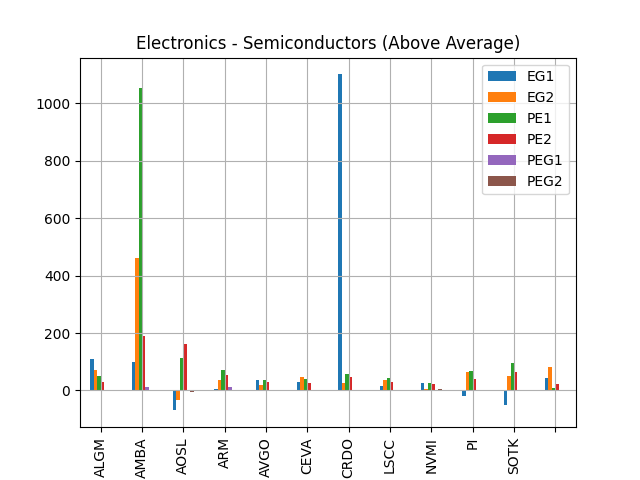 Electronics - Semiconductors (Above Average)
EG1
EG2
PE1
PE2
PEG1
PEG2
1000
800
600
400
200
0
ALGM
AMBA
AOSL
ARM
AVGO
CEVA
CRDO
LSCC
NVMI
PI
SOTK